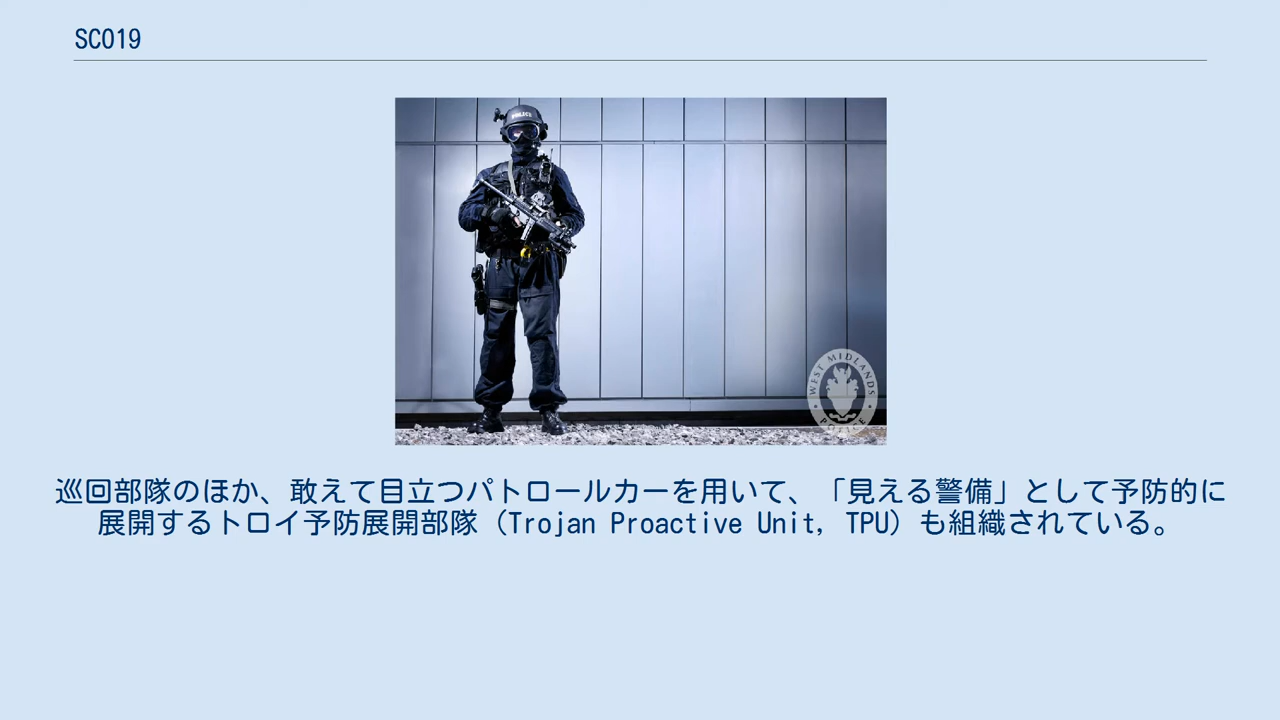 SCO19
POLICE
WEST MIDLANDS POLICE
巡回部隊のほか、敢えて目立つパトロールカーを用いて、「見える警備」として予防的に
展開するトロイ予防展開部隊（Trojan Proactive Unit, TPU）も組織されている。